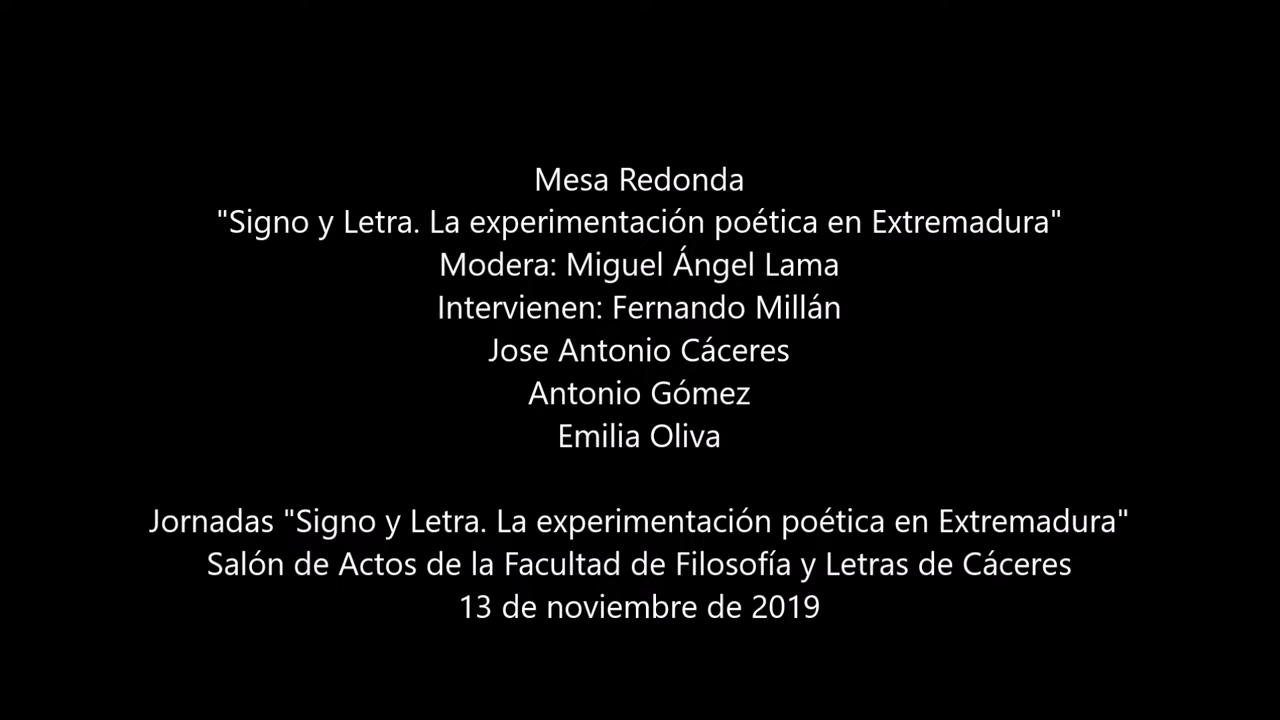 Mesa Redonda
"Signo y Letra. La experimentación poética en Extremadura"
Modera: Miguel Ángel Lama
Intervienen: Fernando Millán
Jose Antonio Cáceres
Antonio Gómez
Emilia Oliva
Jornadas "Signo y Letra. La experimentación poética en Extremadura"
Salón de Actos de la Facultad de Filosofía y Letras de Cáceres
13 de noviembre de 2019